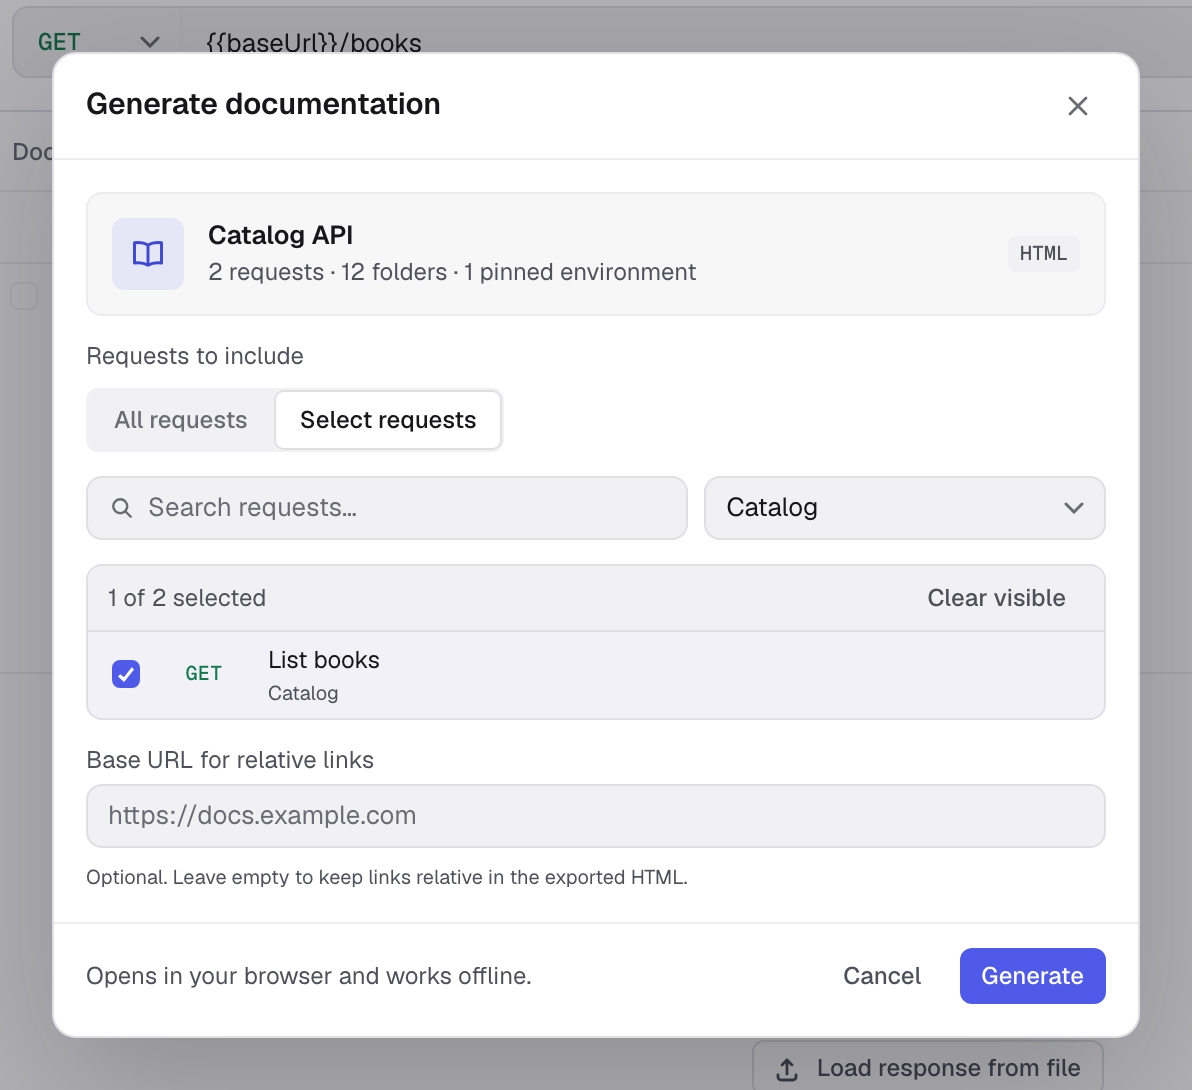 GET
{{baseUrl}}/books
Generate documentation
Catalog API
2 requests · 12 folders · 1 pinned environment
HTML
Requests to include
All requests
Select requests
Search requests...
Catalog
1 of 2 selected
Clear visible
GET
List books
Catalog
Base URL for relative links
https://docs.example.com
Optional. Leave empty to keep links relative in the exported HTML.
Opens in your browser and works offline.
Cancel
Generate
Load response from file